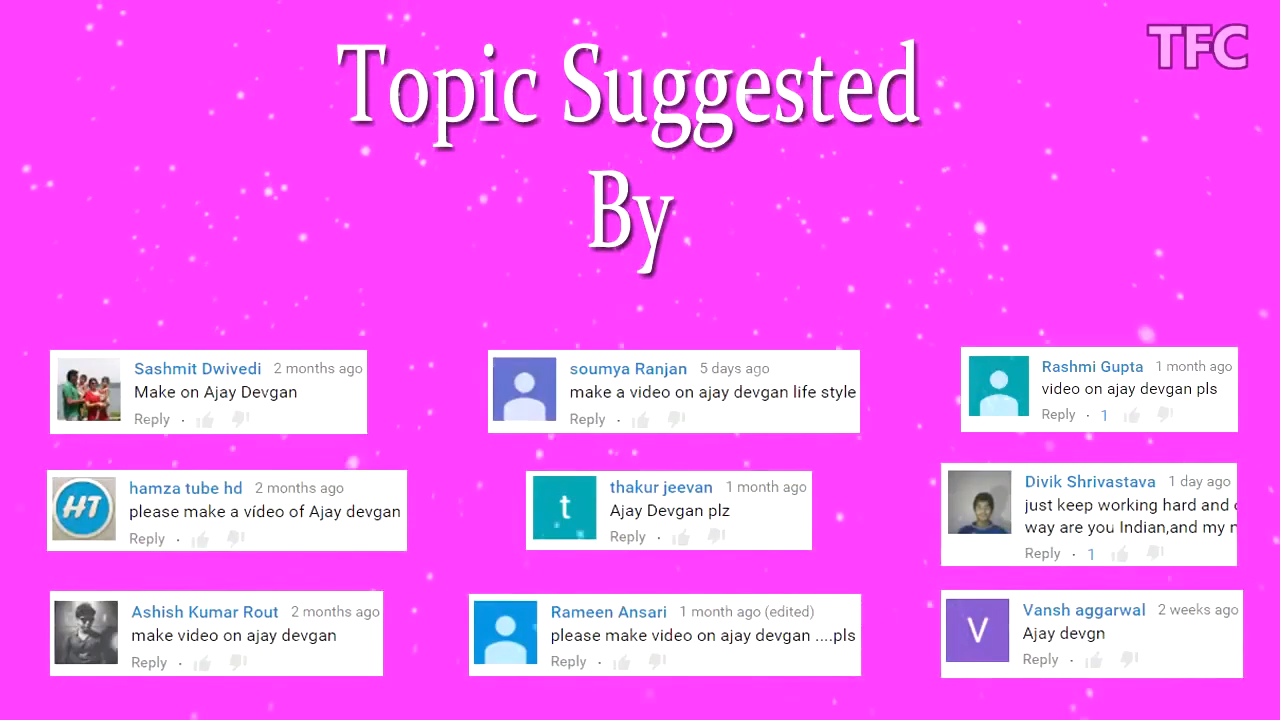 TFC
Topic Suggested
By
Sashmit Dwivedi 2 months ago
Make on Ajay Devgan
Reply ·
soumya Ranjan 5 days ago
make a video on ajay devgan life style
Reply ·
Rashmi Gupta 1 month ago
video on ajay devgan pls
Reply · 1
HT
hamza tube hd 2 months ago
please make a vídeo of Ajay devgan
Reply ·
t
thakur jeevan 1 month ago
Ajay Devgan plz
Reply ·
Divik Shrivastava 1 day ago
just keep working hard and
way are you Indian,and my
Reply · 1
Ashish Kumar Rout 2 months ago
make video on ajay devgan
Reply ·
Rameen Ansari 1 month ago (edited)
please make video on ajay devgan ....pls
Reply ·
V
Vansh aggarwal 2 weeks ago
Ajay devgn
Reply ·